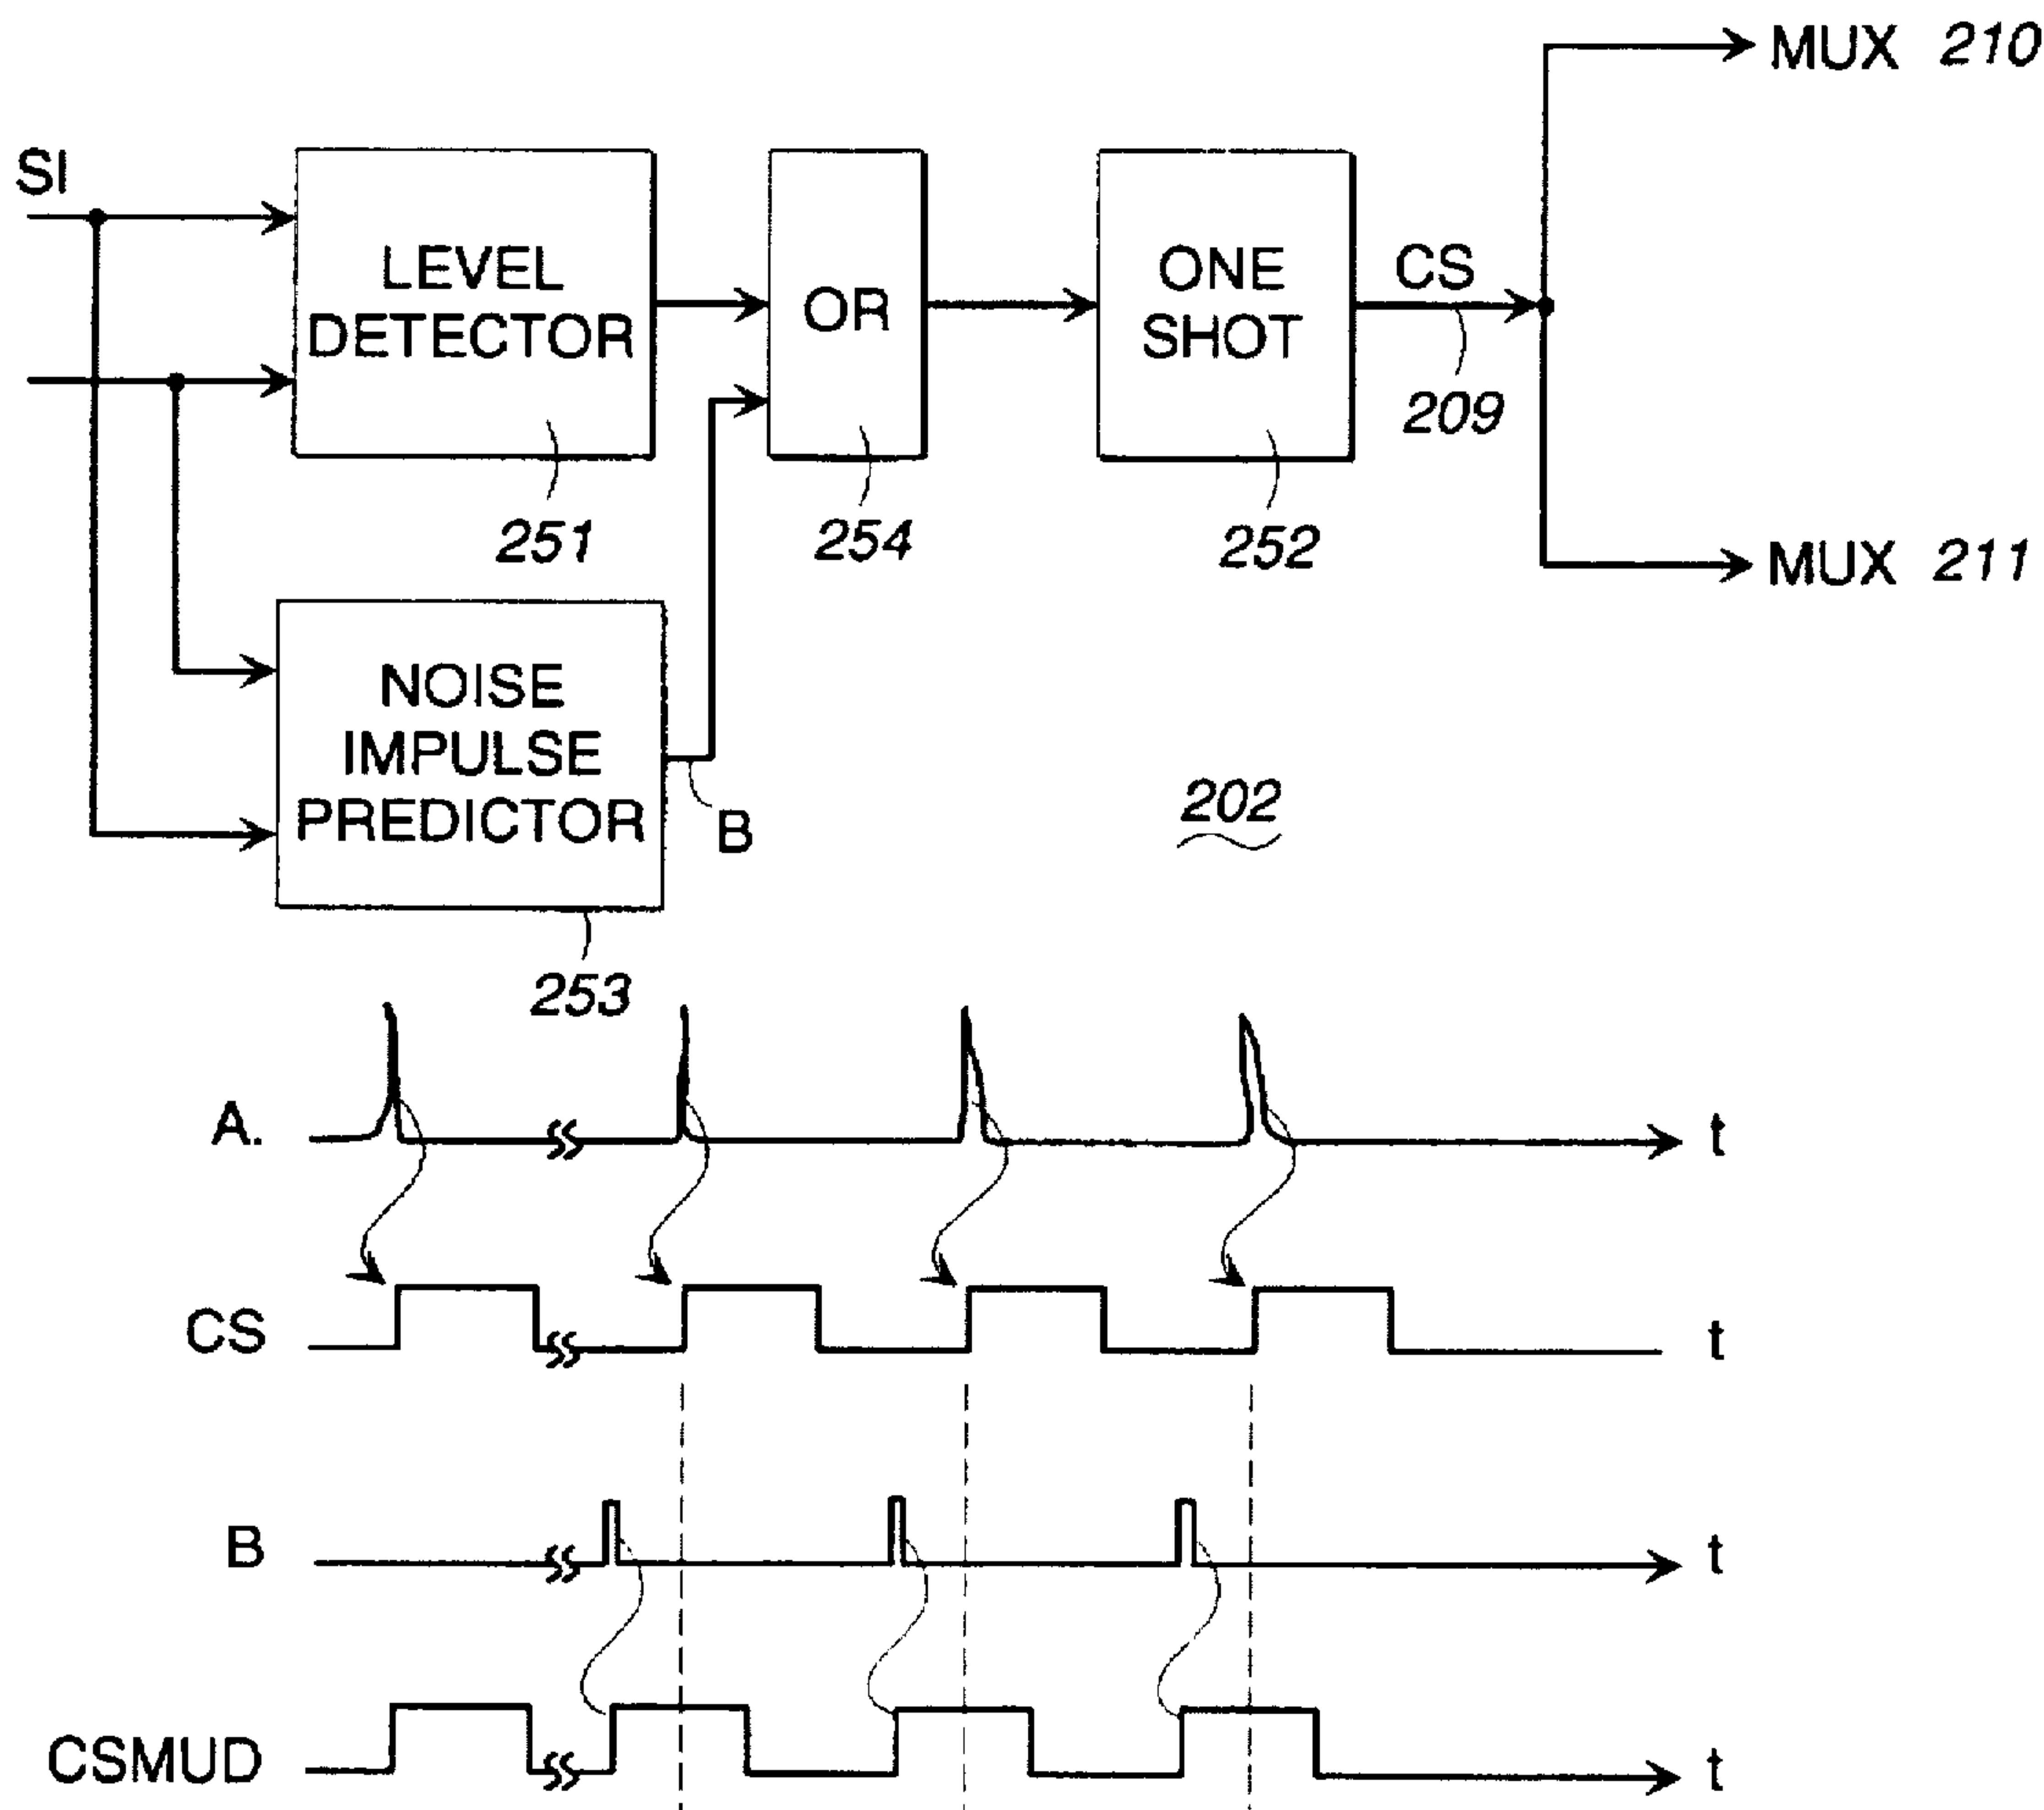 MUX 210
SI
LEVEL
DETECTOR
OR
ONE
SHOT
CS
209
251
254
252
MUX 211
NOISE
IMPULSE
PREDICTOR
B
202
253
A.
t
CS
t
B
t
CSMUD
t